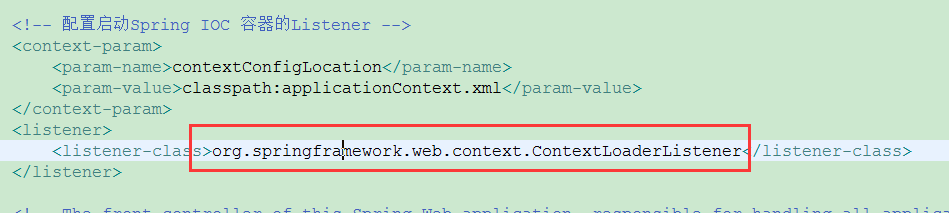 <!-- 配置启动Spring IOC 容器的Listener -->
<context-param>
<param-name>contextConfigLocation</param-name>
<param-value>classpath:applicationContext.xml</param-value>
</context-param>
<listener>
<listener-class>org.springframework.web.context.ContextLoaderListener</listener-class>
</listener>
<!-- The front controller of this Spring Web application, responsible for handling all applic